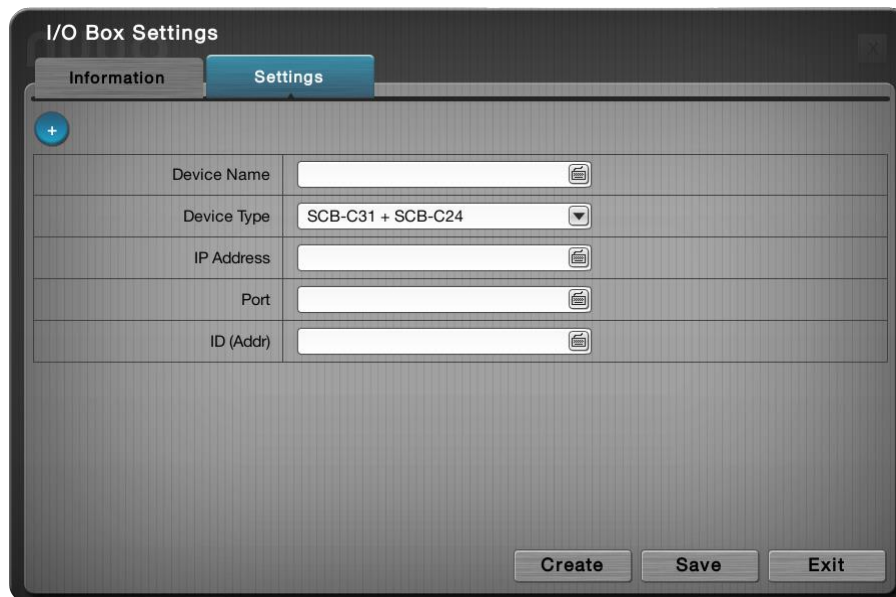 I/O Box Settings
Information
Settings
+
Device Name
Device Type SCB-C31 + SCB-C24
IP Address
Port
ID (Addr)
Create Save Exit